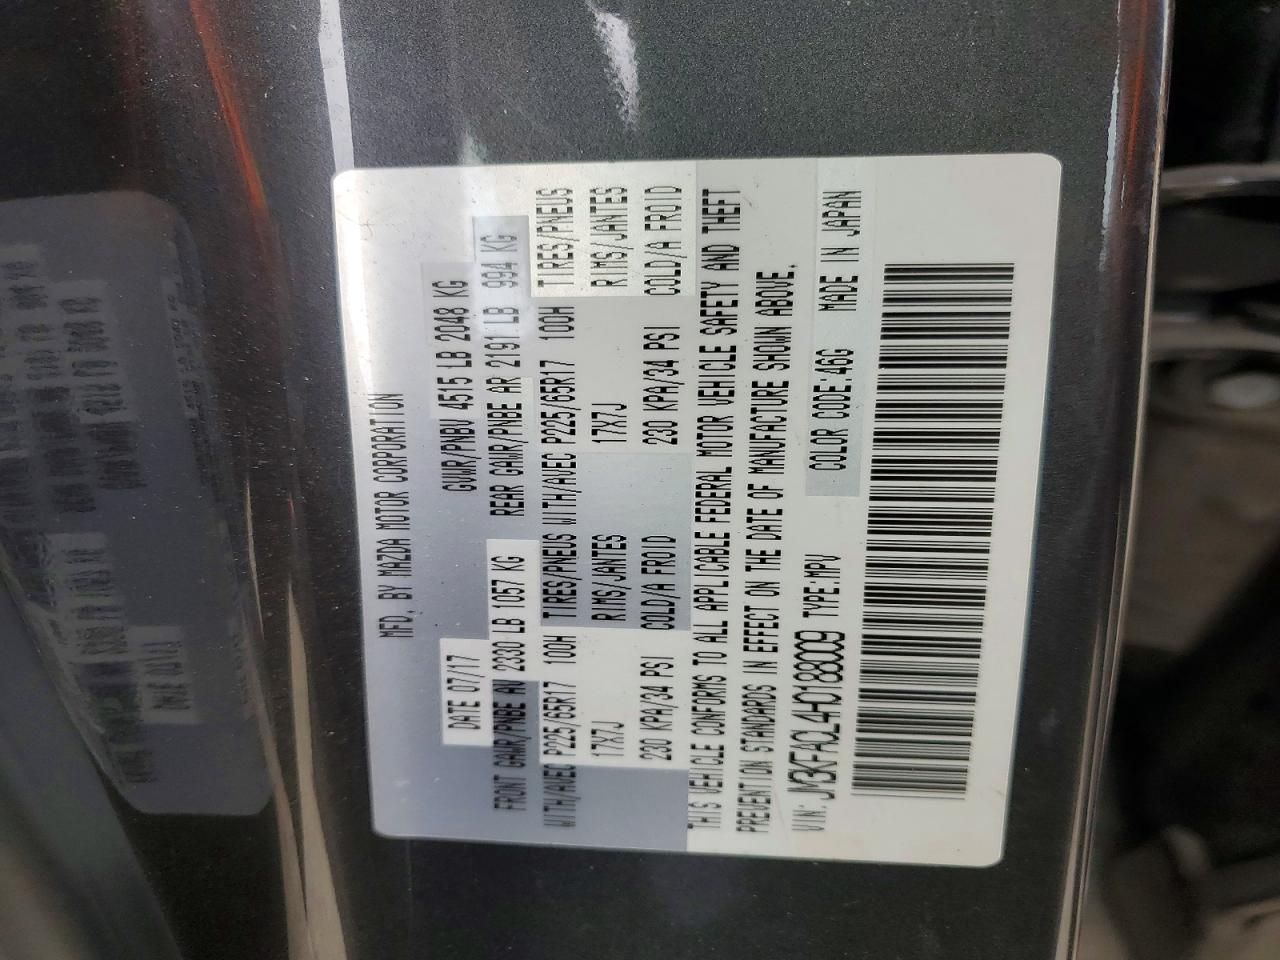 MFD. BY MAZDA MOTOR CORPORATION
DATE 07/17 GVWR/PNBV 4515 LB 2048 KG
FRONT GAWR/PNBE AV 2330 LB 1057 KG REAR GAWR/PNBE AR 2191 LB 994 KG
WITH/AVEC P225/65R17 100H TIRES/PNEUS WITH/AVEC P225/65R17 100H TIRES/PNEUS
17X7J RIMS/JANTES 17X7J RIMS/JANTES
230 KPA/34 PSI COLD/A FROID 230 KPA/34 PSI COLD/A FROID
THIS VEHICLE CONFORMS TO ALL APPLICABLE FEDERAL MOTOR VEHICLE SAFETY AND THEFT
PREVENTION STANDARDS IN EFFECT ON THE DATE OF MANUFACTURE SHOWN ABOVE.
VIN: JM3KFACL4H0188009 TYPE:MPV COLOR CODE:46G MADE IN JAPAN